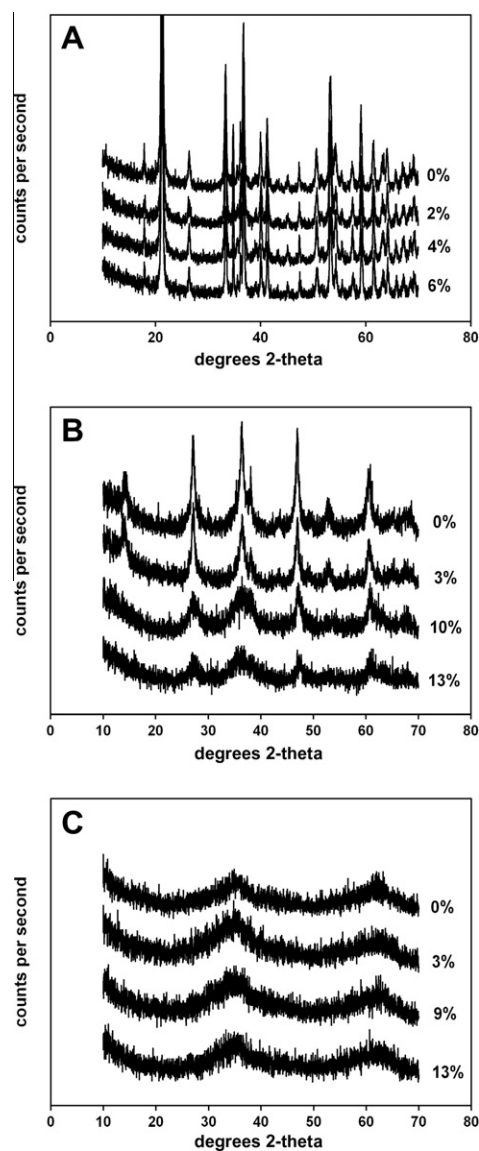 A
counts per second
0%
2%
4%
6%
0 20 40 60 80
degrees 2-theta
B
counts per second
0%
3%
10%
13%
0 10 20 30 40 50 60 70 80
degrees 2-theta
C
counts per second
0%
3%
9%
13%
0 10 20 30 40 50 60 70 80
degrees 2-theta